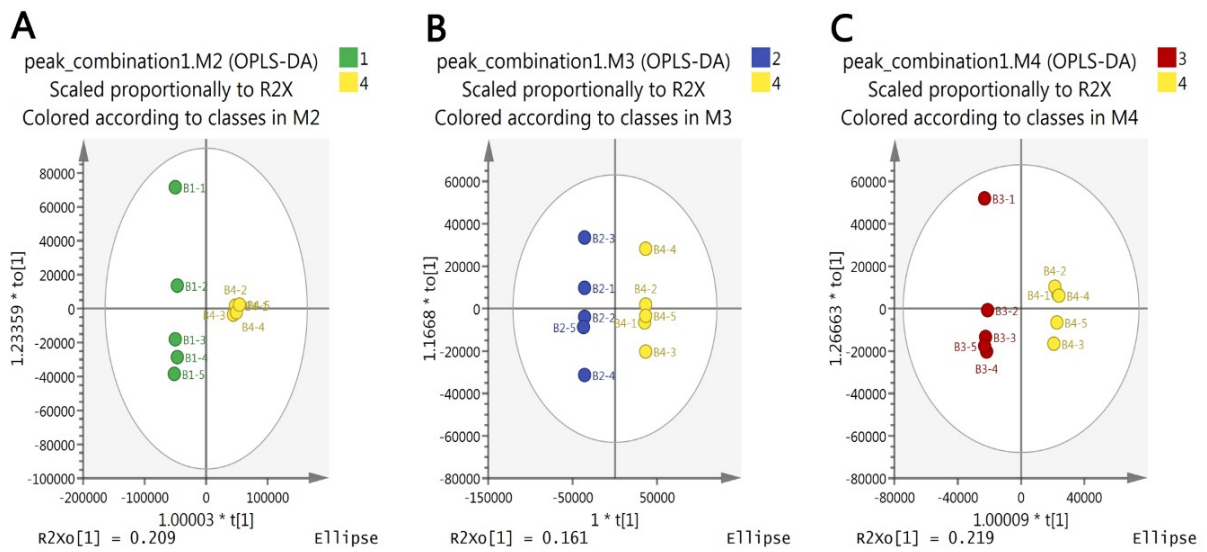 A
peak_combination1.M2 (OPLS-DA)
Scaled proportionally to R2X
Colored according to classes in M2
1
4
80000
60000
40000
20000
0
-20000
-40000
-60000
-80000
-100000
1.23359 * to[1]
B1-1
B1-2
B1-3
B1-4
B1-5
B4-2
B4-3
B4-4
-200000 -100000 0 100000
1.00003 * t[1]
R2Xo[1] = 0.209 Ellipse
B
peak_combination1.M3 (OPLS-DA)
Scaled proportionally to R2X
Colored according to classes in M3
2
4
80000
60000
40000
20000
0
-20000
-40000
-60000
-80000
1.1668 * to[1]
B2-3
B2-1
B2-2
B2-5
B2-4
B4-4
B4-2
B4-5
B4-1
B4-3
-150000 -50000 0 50000
1 * t[1]
R2Xo[1] = 0.161 Ellipse
C
peak_combination1.M4 (OPLS-DA)
Scaled proportionally to R2X
Colored according to classes in M4
3
4
80000
60000
40000
20000
0
-20000
-40000
-60000
-80000
1.26663 * to[1]
B3-1
B3-2
B3-3
B3-5
B3-4
B4-2
B4-1
B4-4
B4-5
B4-3
-80000 -40000 0 40000
1.00009 * t[1]
R2Xo[1] = 0.219 Ellipse